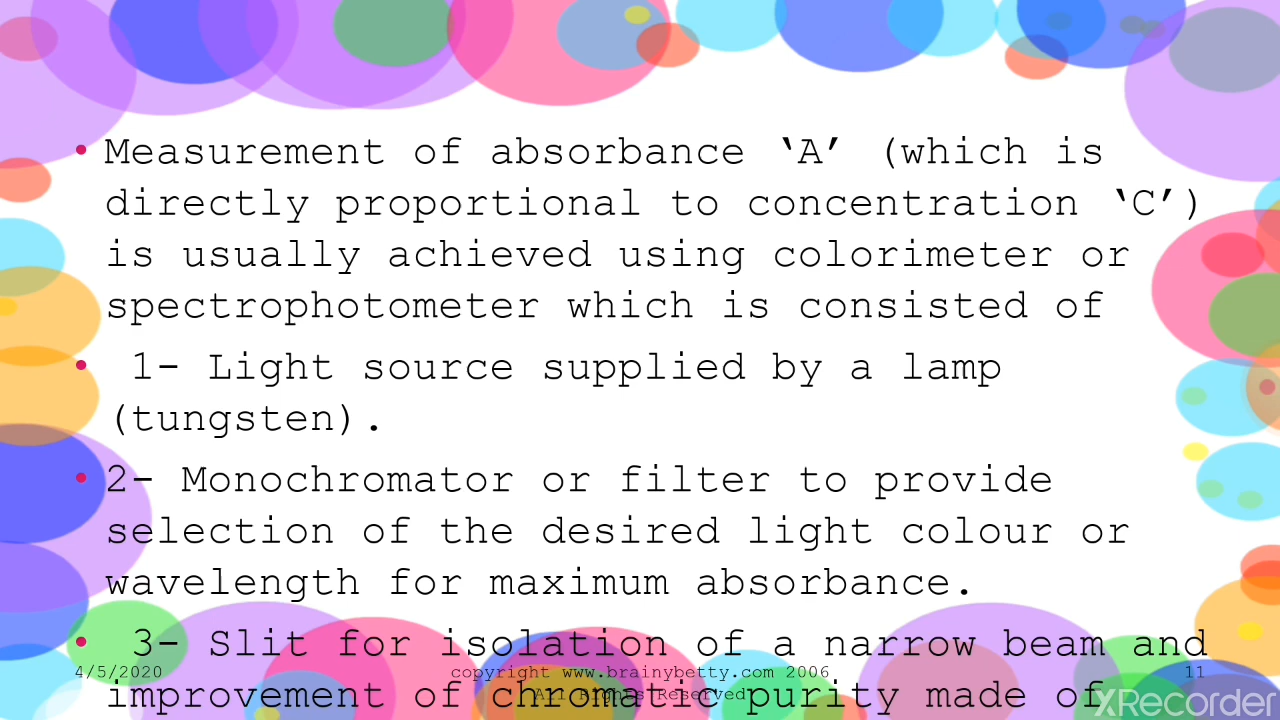 • Measurement of absorbance ‘A’ (which is
directly proportional to concentration ‘C’)
is usually achieved using colorimeter or
spectrophotometer which is consisted of
• 1- Light source supplied by a lamp
(tungsten).
• 2- Monochromator or filter to provide
selection of the desired light colour or
wavelength for maximum absorbance.
• 3- Slit for isolation of a narrow beam and
improvement of chromatic purity made of
4/5/2020
copyright www.brainybetty.com 2006
All Rights Reserved
11
XRecorder